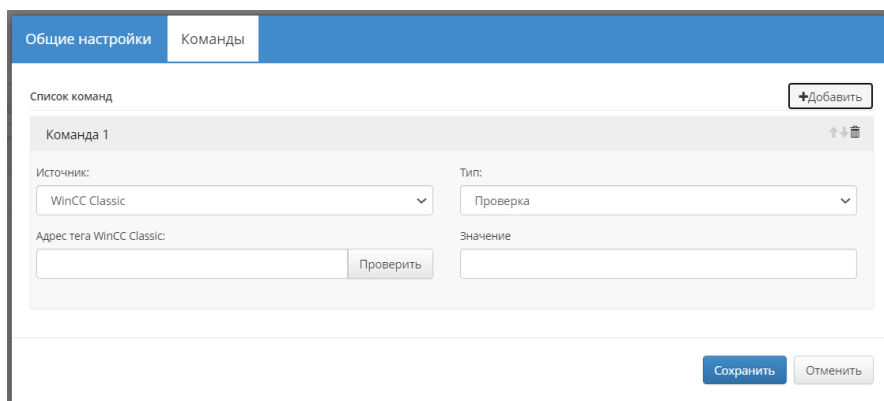 Общие настройки
Команды
Список команд
+Добавить
Команда 1
Источник:
Тип:
WinCC Classic
Проверка
Адрес тега WinCC Classic:
Значение
Проверить
Сохранить
Отменить